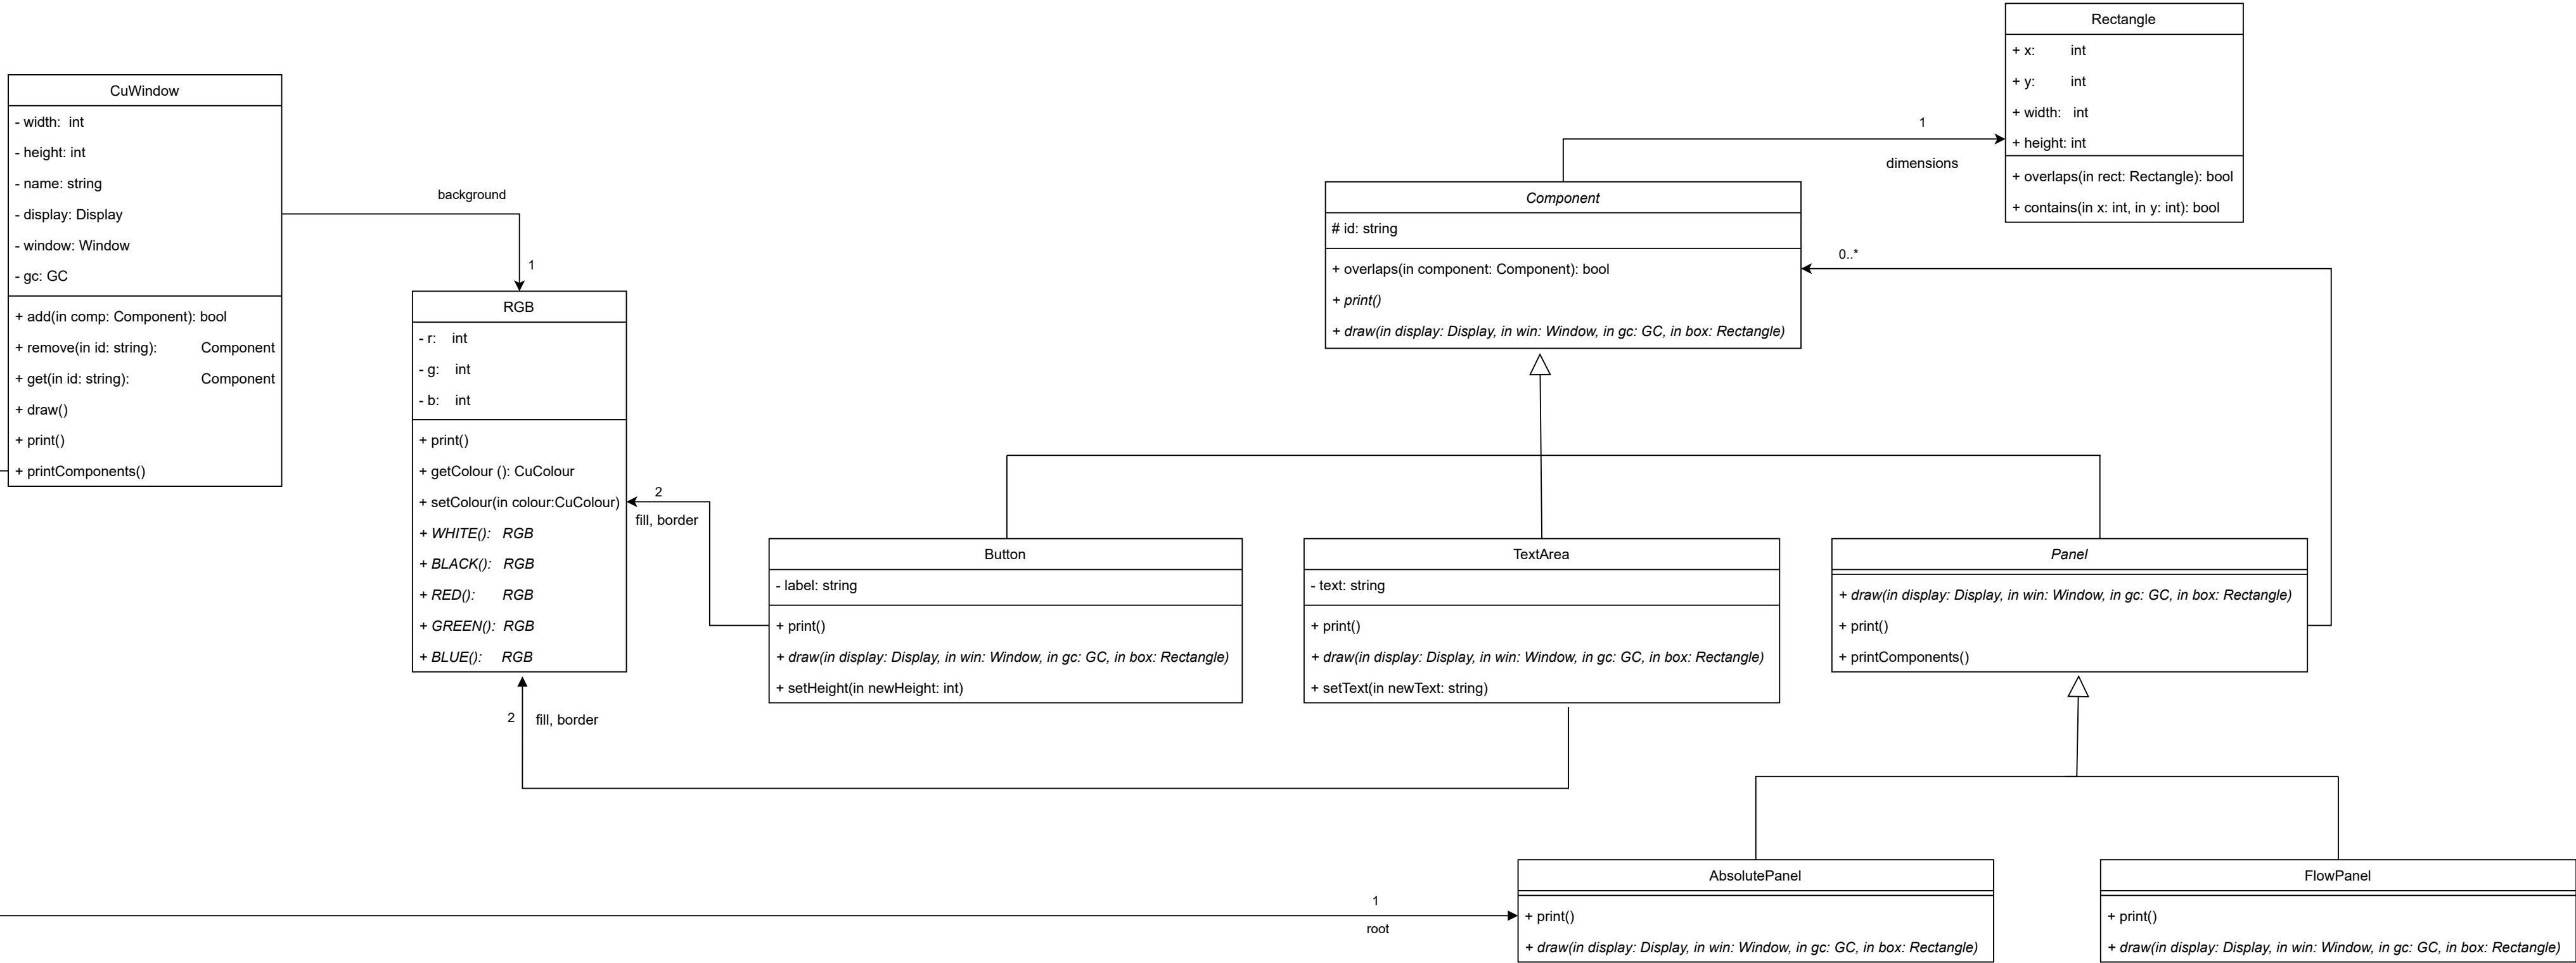 Rectangle
+ x: int
+ y: int
+ width: int
+ height: int
+ overlaps(in rect: Rectangle): bool
+ contains(in x: int, in y: int): bool
CuWindow
- width: int
- height: int
- name: string
- display: Display
- window: Window
- gc: GC
+ add(in comp: Component): bool
+ remove(in id: string): Component
+ get(in id: string): Component
+ draw()
+ print()
+ printComponents()
background
1
RGB
- r: int
- g: int
- b: int
+ print()
+ getColour (): CuColour
+ setColour(in colour:CuColour)
+ WHITE(): RGB
+ BLACK(): RGB
+ RED(): RGB
+ GREEN(): RGB
+ BLUE(): RGB
2
fill, border
2
fill, border
1
dimensions
Component
# id: string
+ overlaps(in component: Component): bool
+ print()
+ draw(in display: Display, in win: Window, in gc: GC, in box: Rectangle)
0..*
Button
- label: string
+ print()
+ draw(in display: Display, in win: Window, in gc: GC, in box: Rectangle)
+ setHeight(in newHeight: int)
TextArea
- text: string
+ print()
+ draw(in display: Display, in win: Window, in gc: GC, in box: Rectangle)
+ setText(in newText: string)
Panel
+ draw(in display: Display, in win: Window, in gc: GC, in box: Rectangle)
+ print()
+ printComponents()
1
root
AbsolutePanel
+ print()
+ draw(in display: Display, in win: Window, in gc: GC, in box: Rectangle)
FlowPanel
+ print()
+ draw(in display: Display, in win: Window, in gc: GC, in box: Rectangle)